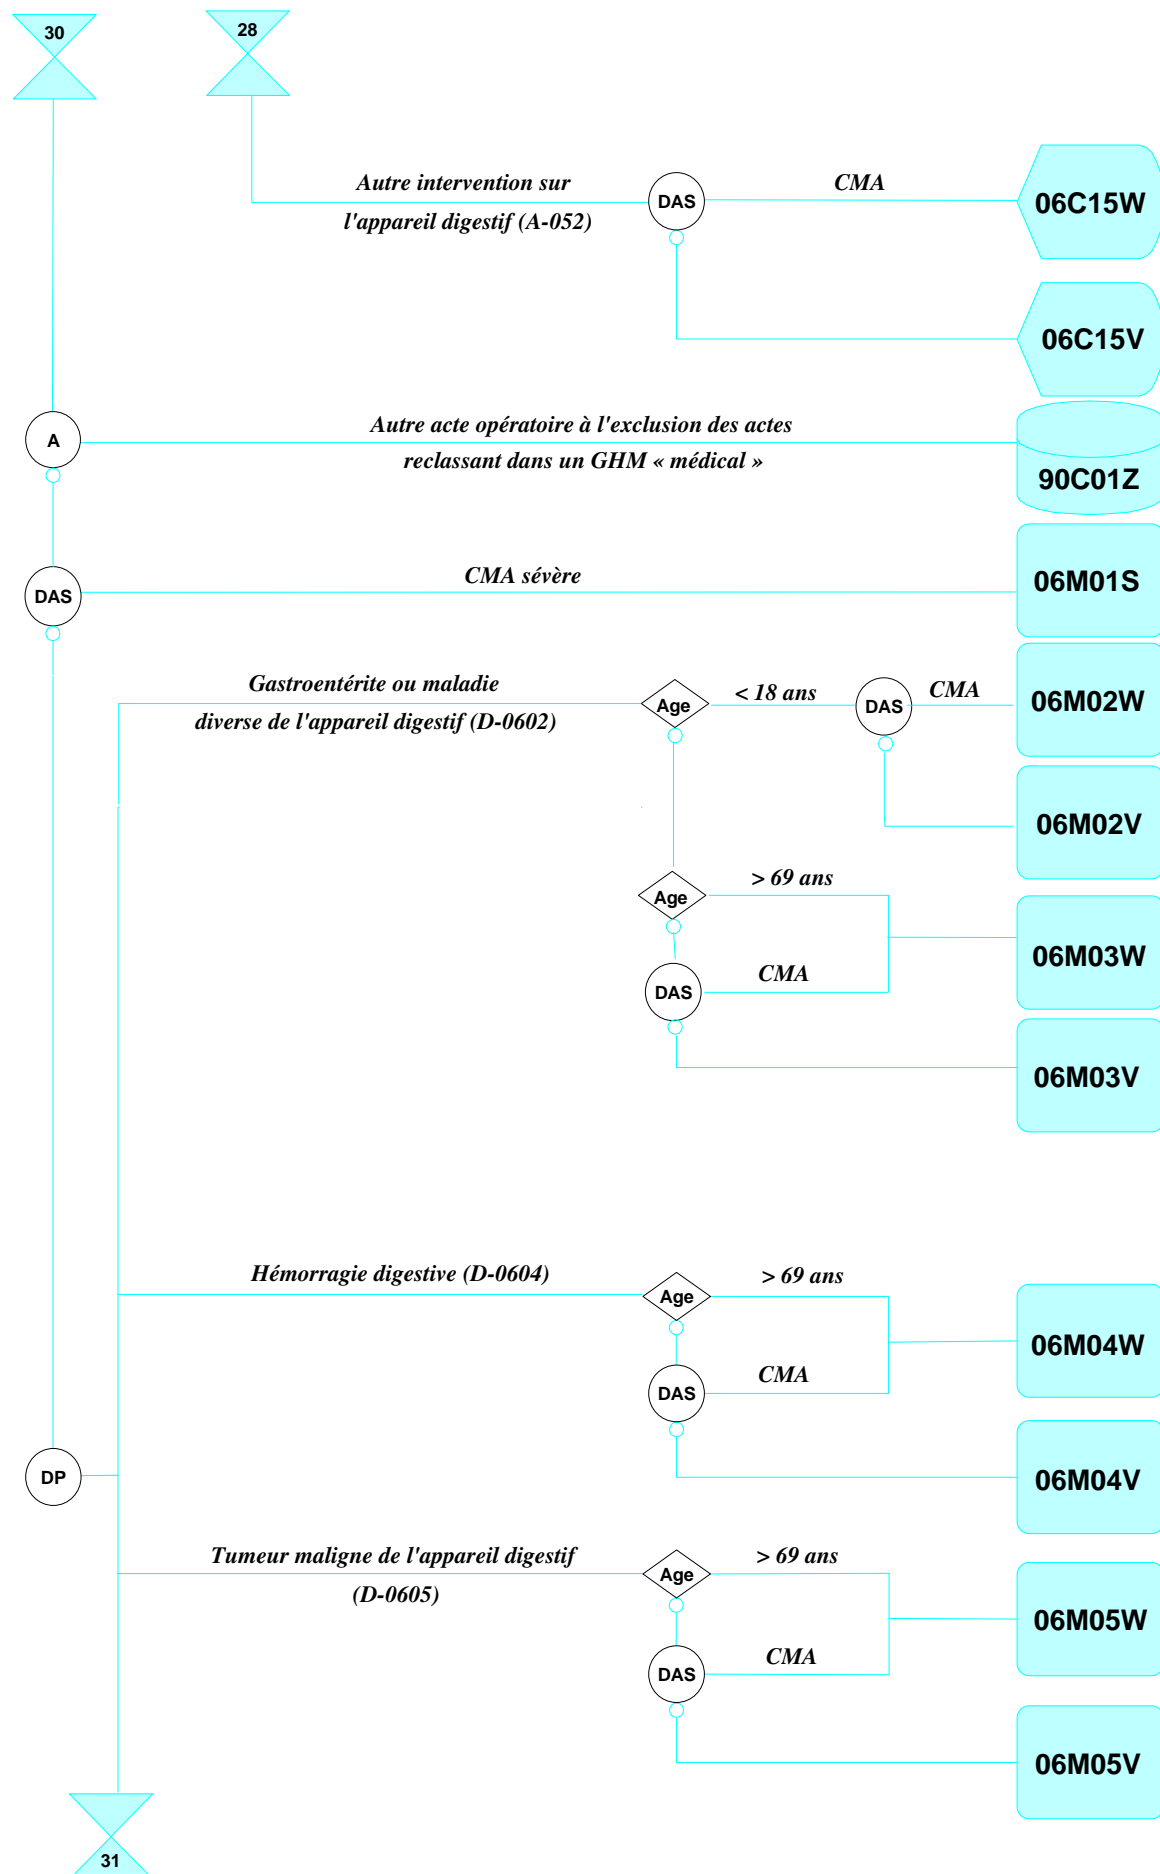 30
28
Autre intervention sur
l'appareil digestif (A-052)
DAS
CMA
06C15W
06C15V
A
Autre acte opératoire à l'exclusion des actes
reclassant dans un GHM « médical »
90C01Z
DAS
CMA sévère
06M01S
Gastroentérite ou maladie
diverse de l'appareil digestif (D-0602)
Age
< 18 ans
DAS
CMA
06M02W
06M02V
Age
> 69 ans
06M03W
DAS
CMA
06M03V
Hémorragie digestive (D-0604)
Age
> 69 ans
06M04W
DAS
CMA
06M04V
DP
Tumeur maligne de l'appareil digestif
(D-0605)
Age
> 69 ans
06M05W
DAS
CMA
06M05V
31